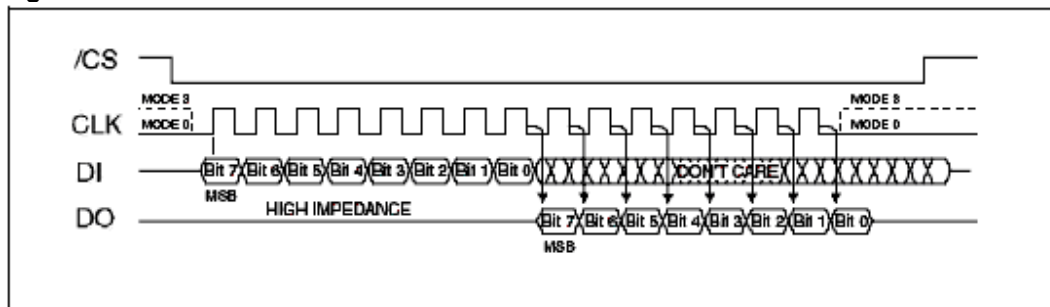 /CS
MODE 3 MODE 3
CLK MODE 0 MODE 0
DI Bit 7 Bit 6 Bit 5 Bit 4 Bit 3 Bit 2 Bit 1 Bit 0 DON'T CARE
MSB HIGH IMPEDANCE
DO Bit 7 Bit 6 Bit 5 Bit 4 Bit 3 Bit 2 Bit 1 Bit 0
MSB